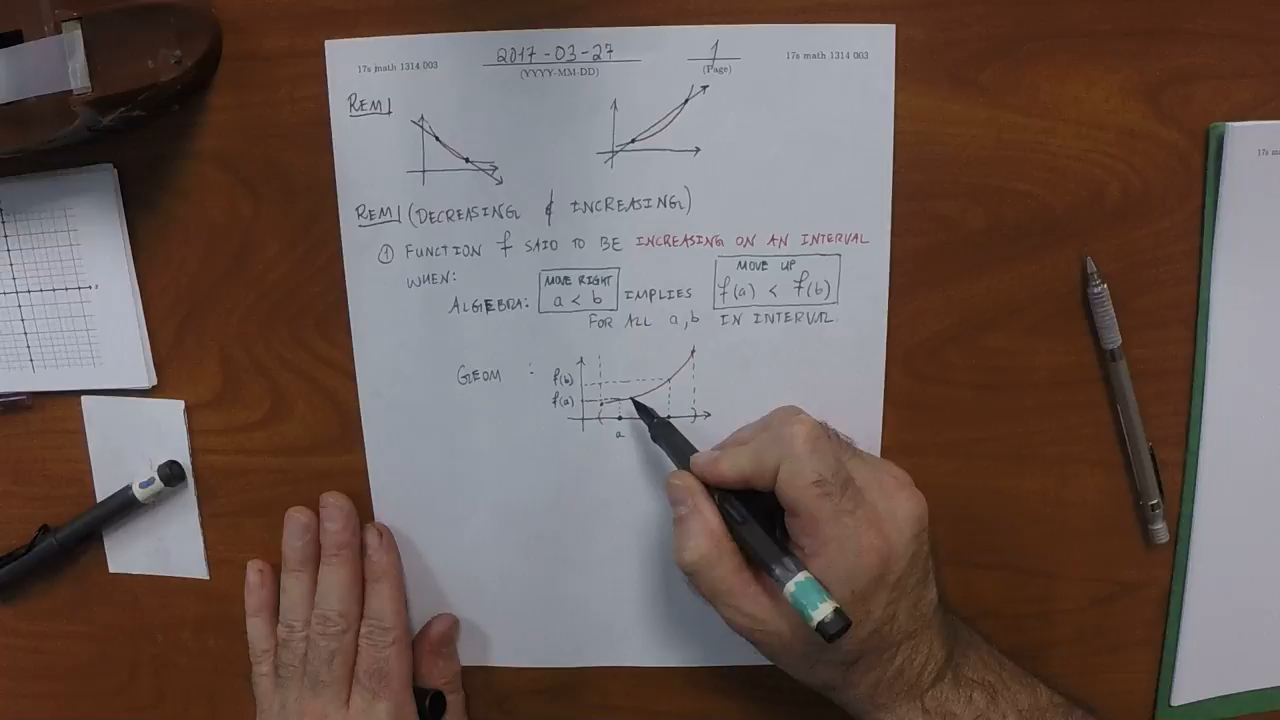 17s math 1314 003 2017-03-27 1 17s math 1314 003
(YYYY-MM-DD) (Page)
REM
REM (DECREASING & INCREASING)
① FUNCTION f SAID TO BE INCREASING ON AN INTERVAL
WHEN:
MOVE RIGHT MOVE UP
ALGEBRA: a < b IMPLIES f(a) < f(b)
FOR ALL a, b IN INTERVAL
GEOM :
f(b)
f(a)
a